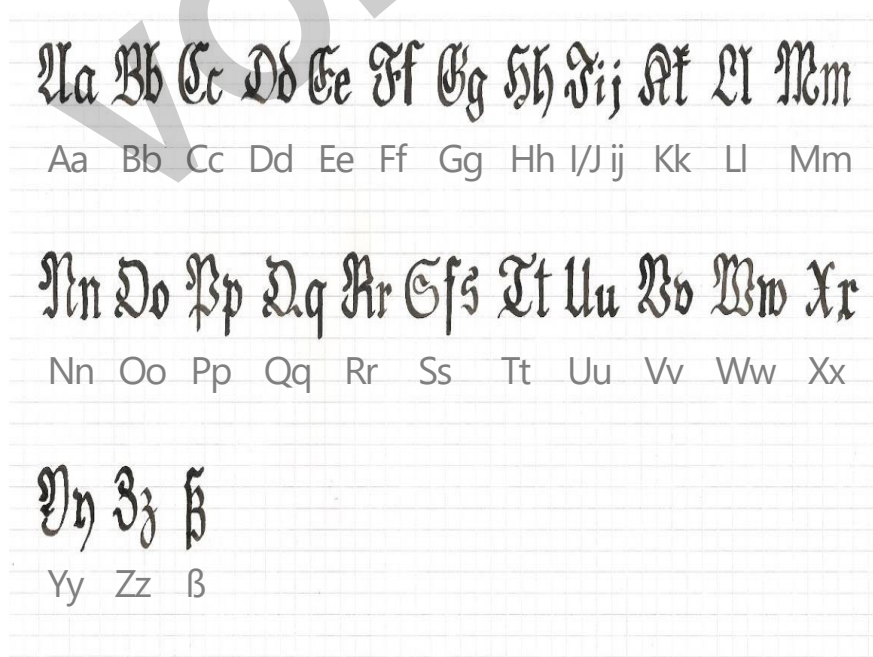 Aa Bb Cc Dd Ee Ff Gg Hh Iij Kk Ll Mm
Aa Bb Cc Dd Ee Ff Gg Hh I/J ij Kk Ll Mm
Nn Oo Pp Qq Rr Sſs Tt Uu Vv Ww Xx
Nn Oo Pp Qq Rr Ss Tt Uu Vv Ww Xx
Yy Zz ß
Yy Zz ß